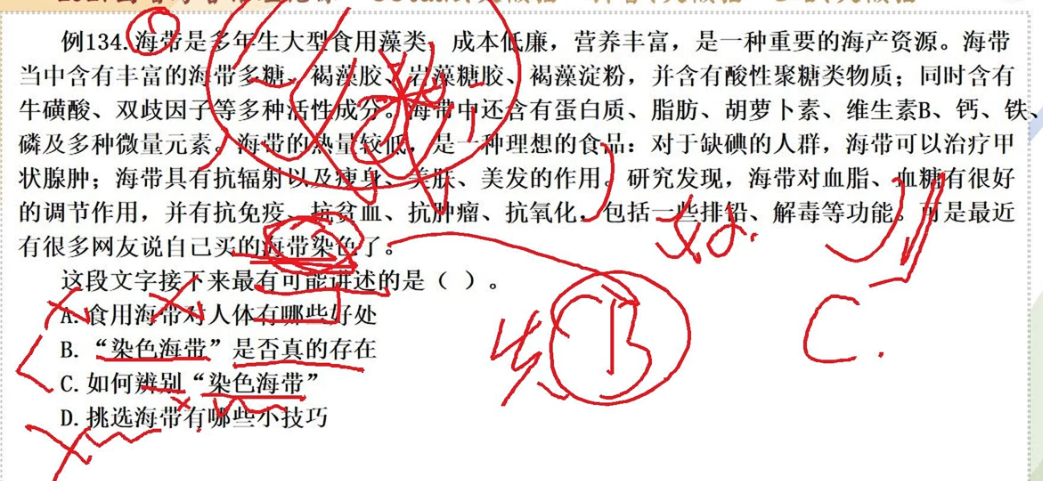 例134.海带是多年生大型食用藻类，成本低廉，营养丰富，是一种重要的海产资源。海带
当中含有丰富的海带多糖、褐藻胶、岩藻糖胶、褐藻淀粉，并含有酸性聚糖类物质；同时含有
牛磺酸、双歧因子等多种活性成分。海带中还含有蛋白质、脂肪、胡萝卜素、维生素B、钙、铁、
磷及多种微量元素。海带的热量较低，是一种理想的食品：对于缺碘的人群，海带可以治疗甲
状腺肿；海带具有抗辐射以及瘦身、美肤、美发的作用。研究发现，海带对血脂、血糖有很好
的调节作用，并有抗免疫、抗贫血、抗肿瘤、抗氧化，包括一些排铅、解毒等功能。可是最近
有很多网友说自己买的海带染色了。
这段文字接下来最有可能讲述的是（ ）。
A.食用海带对人体有哪些好处
B.“染色海带”是否真的存在
C.如何辨别“染色海带”
D.挑选海带有哪些小技巧
B
C.